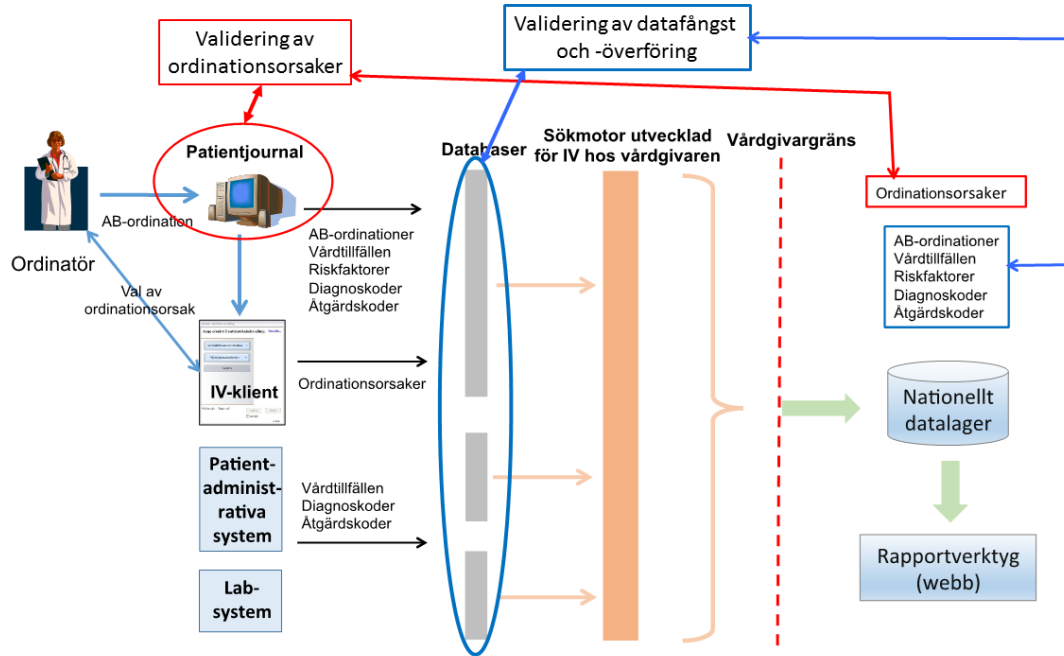 Validering av
ordinationsorsaker
Validering av datafångst
och -överföring
Patientjournal
Databaser
Sökmotor utvecklad
för IV hos vårdgivaren
Vårdgivargräns
Ordinationsorsaker
AB-ordination
Ordinatör
AB-ordinationer
Vårdtillfällen
Riskfaktorer
Diagnoskoder
Åtgärdskoder
AB-ordinationer
Vårdtillfällen
Riskfaktorer
Diagnoskoder
Åtgärdskoder
Val av
ordinationsorsak
IV-klient
Ordinationsorsaker
Nationellt
datalager
Patient-
administrat-
rativa
system
Vårdtillfällen
Diagnoskoder
Åtgärdskoder
Rapportverktyg
(webb)
Lab-
system